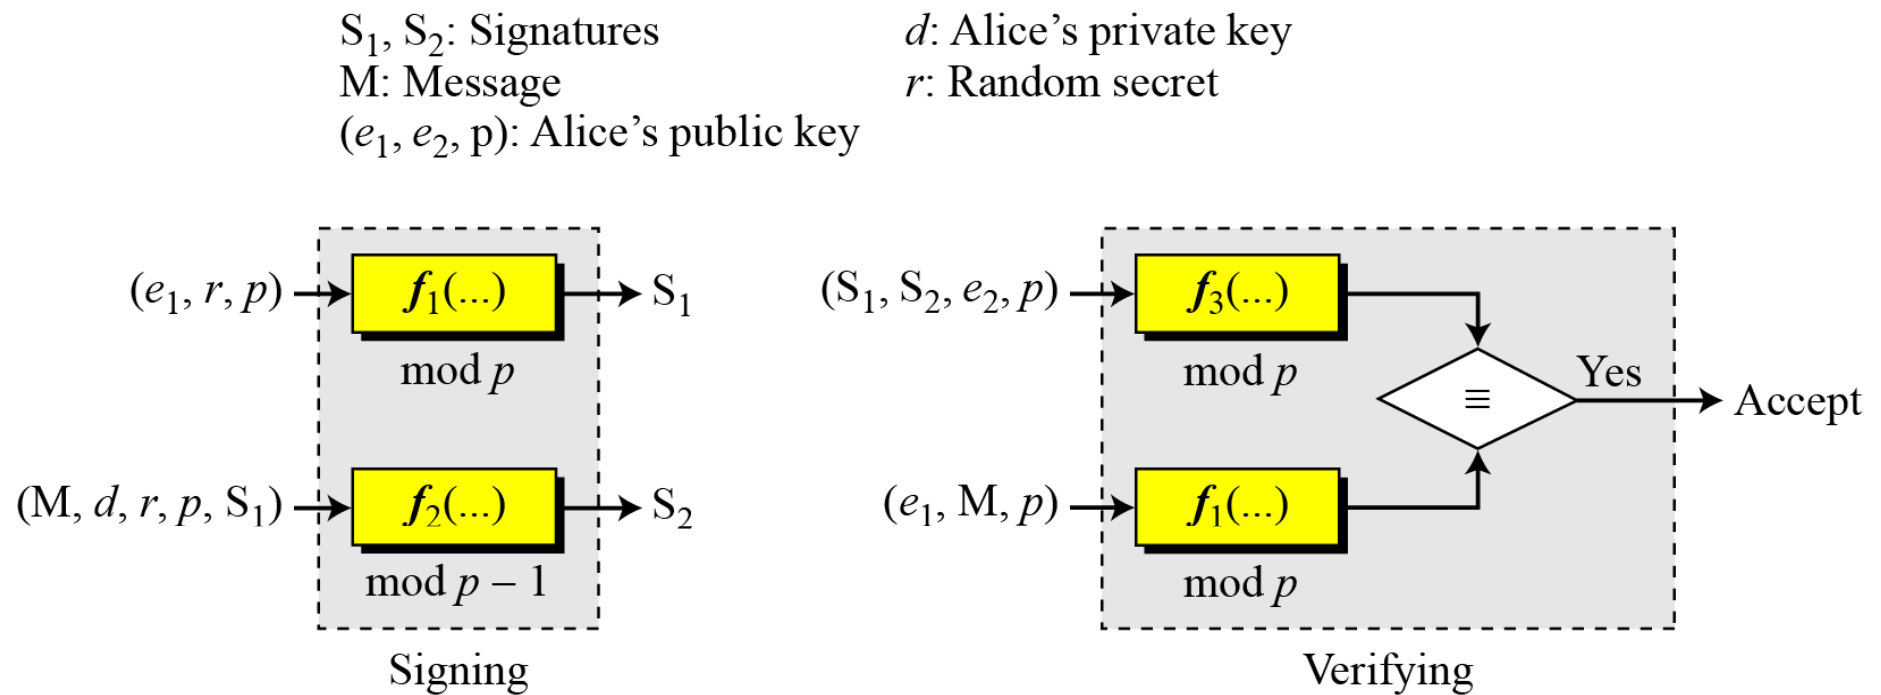 S₁, S₂: Signatures
d: Alice’s private key
M: Message
r: Random secret
(e₁, e₂, p): Alice’s public key
(e₁, r, p)
f₁(...)
mod p
S₁
(M, d, r, p, S₁)
f₂(...)
mod p – 1
S₂
Signing
(S₁, S₂, e₂, p)
f₃(...)
mod p
(e₁, M, p)
f₁(...)
mod p
≡
Yes
Accept
Verifying